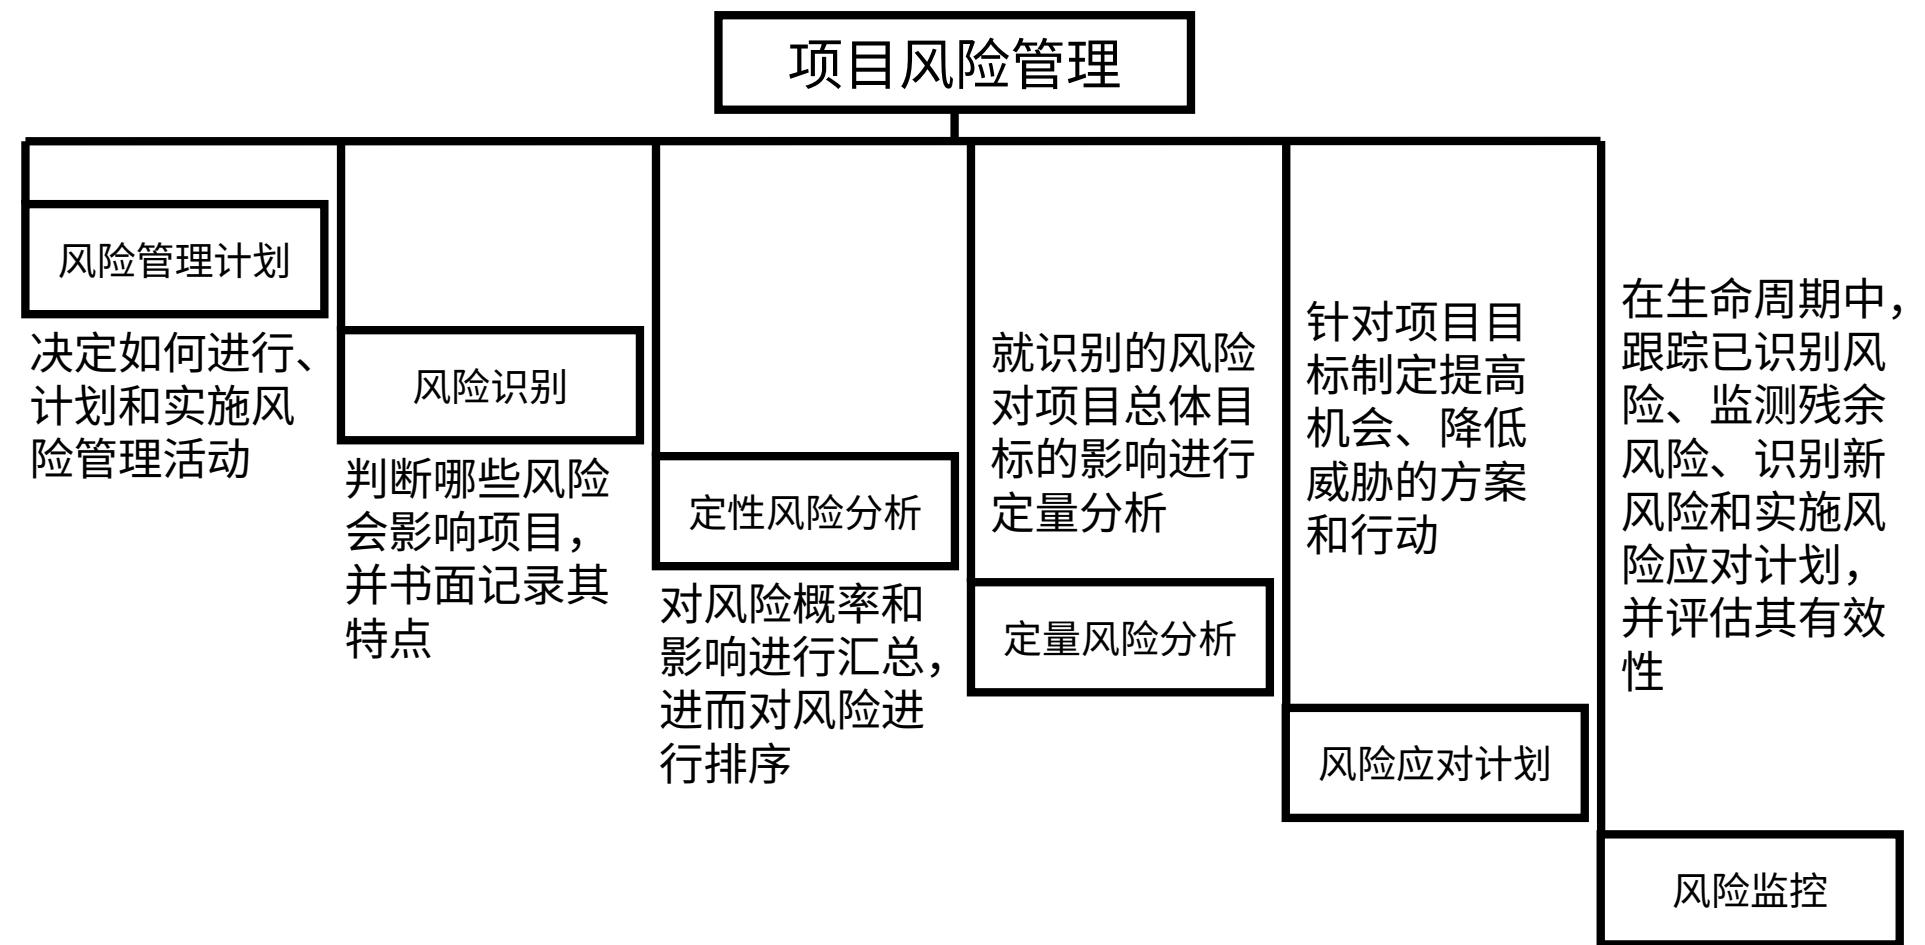 项目风险管理
风险管理计划
决定如何进行、
计划和实施风
险管理活动
风险识别
判断哪些风险
会影响项目，
并书面记录其
特点
定性风险分析
对风险概率和
影响进行汇总，
进而对风险进
行排序
就识别的风险
对项目总体目
标的影响进行
定量分析
定量风险分析
针对项目目
标制定提高
机会、降低
威胁的方案
和行动
风险应对计划
在生命周期中，
跟踪已识别风
险、监测残余
风险、识别新
风险和实施风
险应对计划，
并评估其有效
性
风险监控